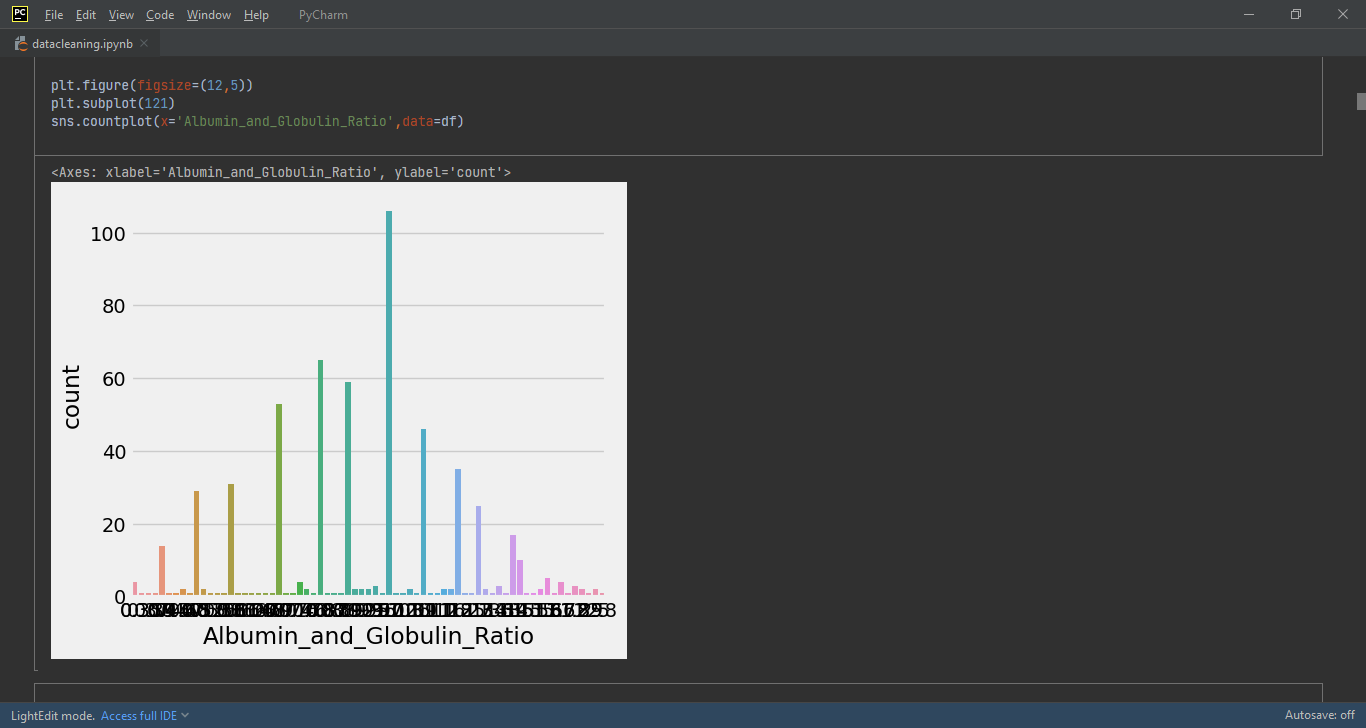 PC File Edit View Code Window Help PyCharm
datacleaning.ipynb
plt.figure(figsize=(12,5))
plt.subplot(121)
sns.countplot(x='Albumin_and_Globulin_Ratio',data=df)
<Axes: xlabel='Albumin_and_Globulin_Ratio', ylabel='count'>
100
80
60
40
20
0
count
Albumin_and_Globulin_Ratio
LightEdit mode. Access full IDE Autosave: off